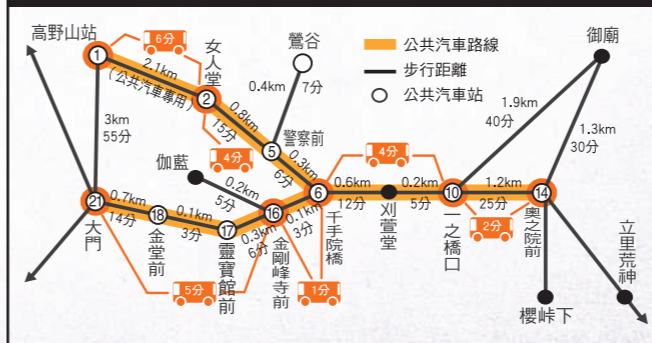 高野山站
1
6分
女人堂
2.1km
(公共汽車專用)
2
4分
0.8km
15分
鶯谷
0.4km
7分
警察前
5
0.3km
6分
公共汽車路線
步行距離
公共汽車站
御廟
1.9km
40分
1.3km
30分
3km
55分
伽藍
0.2km
5分
4分
6
0.6km
12分
0.2km
5分
10
1.2km
25分
14
21
0.7km
14分
18
0.1km
3分
17
0.3km
6分
16
0.1km
3分
千手院橋
刈萱堂
一之橋口
2分
奧之院前
立里荒神
大門
金堂前
靈寶館前
金剛峰寺前
5分
1分
櫻峠下